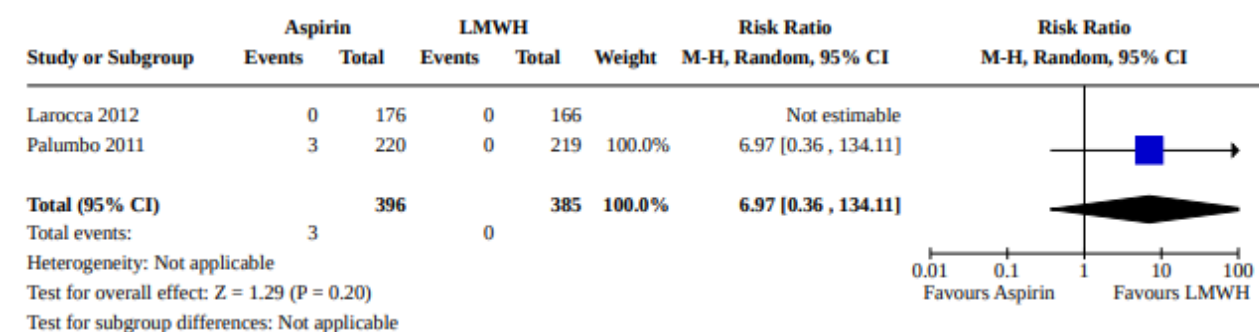 Aspirin LMWH Risk Ratio Risk Ratio
Study or Subgroup Events Total Events Total Weight M-H, Random, 95% CI M-H, Random, 95% CI
Larocca 2012 0 176 0 166 Not estimable
Palumbo 2011 3 220 0 219 100.0% 6.97 [0.36 , 134.11]
Total (95% CI) 396 385 100.0% 6.97 [0.36 , 134.11]
Total events: 3 0
Heterogeneity: Not applicable
0.01 0.1 1 10 100
Test for overall effect: Z = 1.29 (P = 0.20)
Favours Aspirin Favours LMWH
Test for subgroup differences: Not applicable